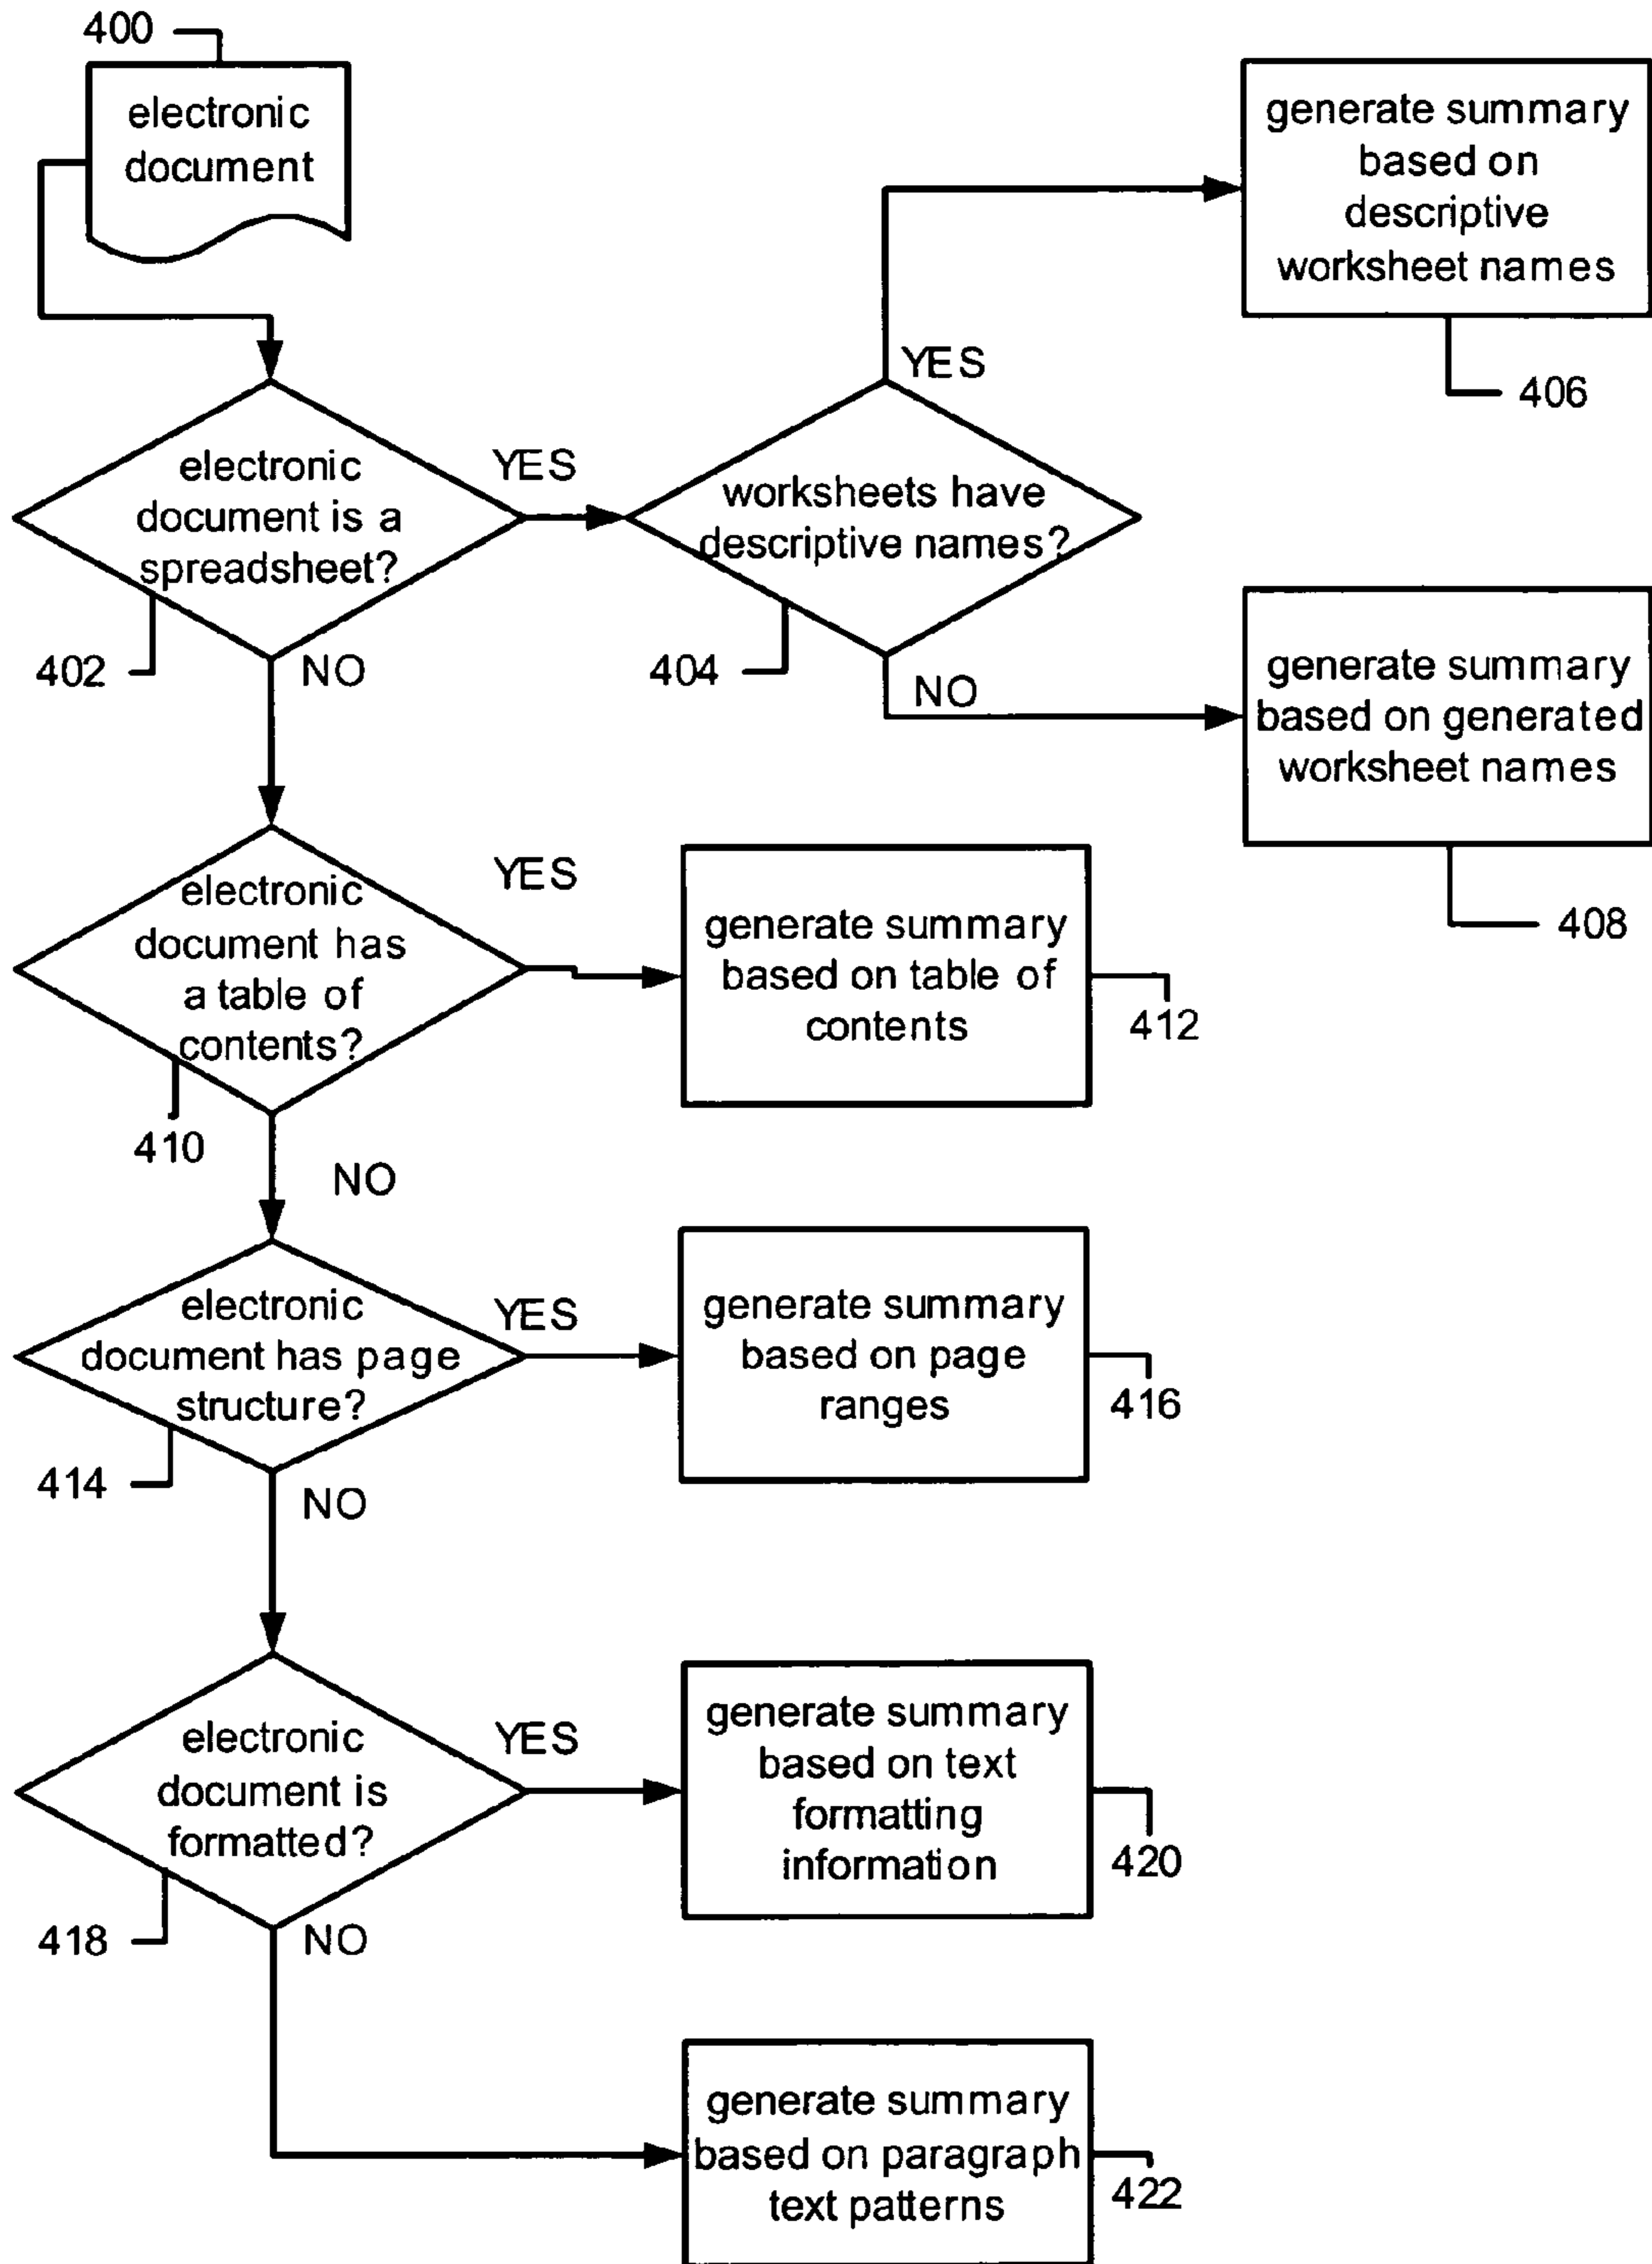 400
electronic
document
generate summary
based on
descriptive
worksheet names
406
YES
electronic
document is a
spreadsheet?
YES
402
NO
worksheets have
descriptive names?
404
NO
generate summary
based on generated
worksheet names
408
electronic
document has
a table of
contents?
YES
410
NO
generate summary
based on table of
contents
412
electronic
document has page
structure?
YES
414
NO
generate summary
based on page
ranges
416
electronic
document is
formatted?
YES
418
NO
generate summary
based on text
formatting
information
420
generate summary
based on paragraph
text patterns
422